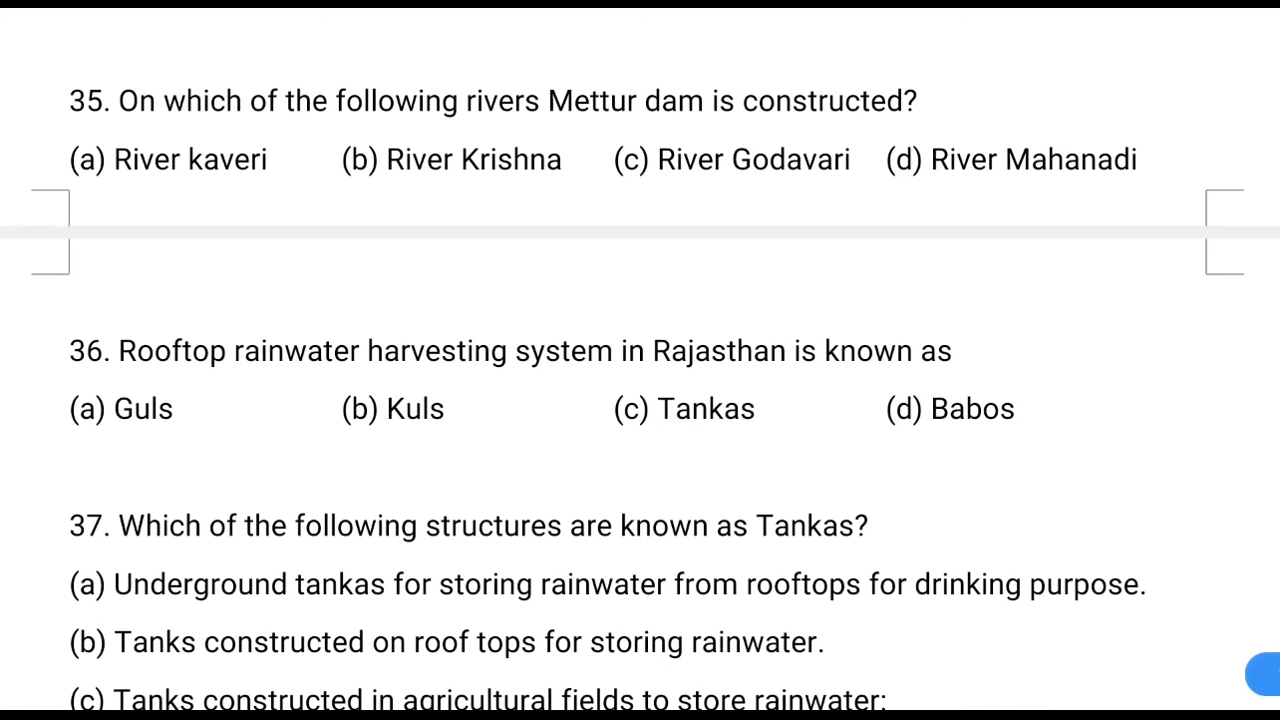 35. On which of the following rivers Mettur dam is constructed?
(a) River kaveri (b) River Krishna (c) River Godavari (d) River Mahanadi
36. Rooftop rainwater harvesting system in Rajasthan is known as
(a) Guls (b) Kuls (c) Tankas (d) Babos
37. Which of the following structures are known as Tankas?
(a) Underground tankas for storing rainwater from rooftops for drinking purpose.
(b) Tanks constructed on roof tops for storing rainwater.
(c) Tanks constructed in agricultural fields to store rainwater: